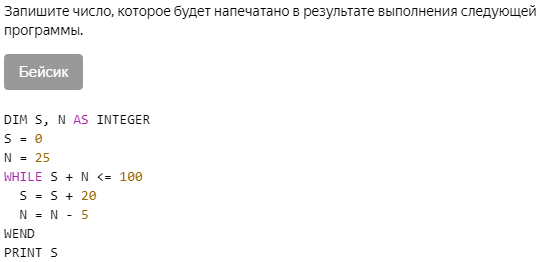 Запишите число, которое будет напечатано в результате выполнения следующей
программы.
Бейсик
DIM S, N AS INTEGER
S = 0
N = 25
WHILE S + N <= 100
  S = S + 20
  N = N - 5
WEND
PRINT S